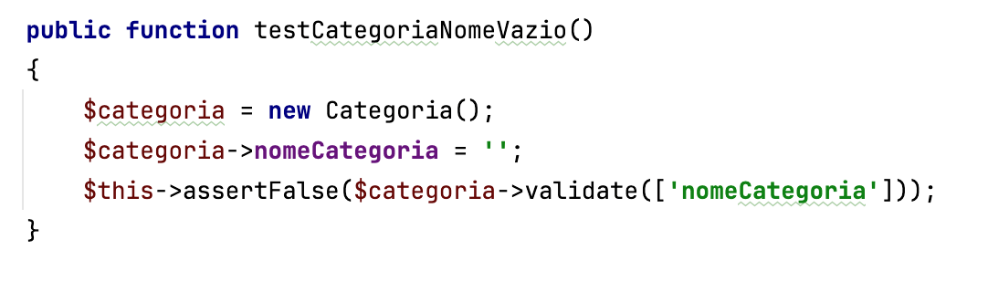 public function testCategoriaNomeVazio()
{
    $categoria = new Categoria();
    $categoria->nomeCategoria = '';
    $this->assertFalse($categoria->validate(['nomeCategoria']));
}